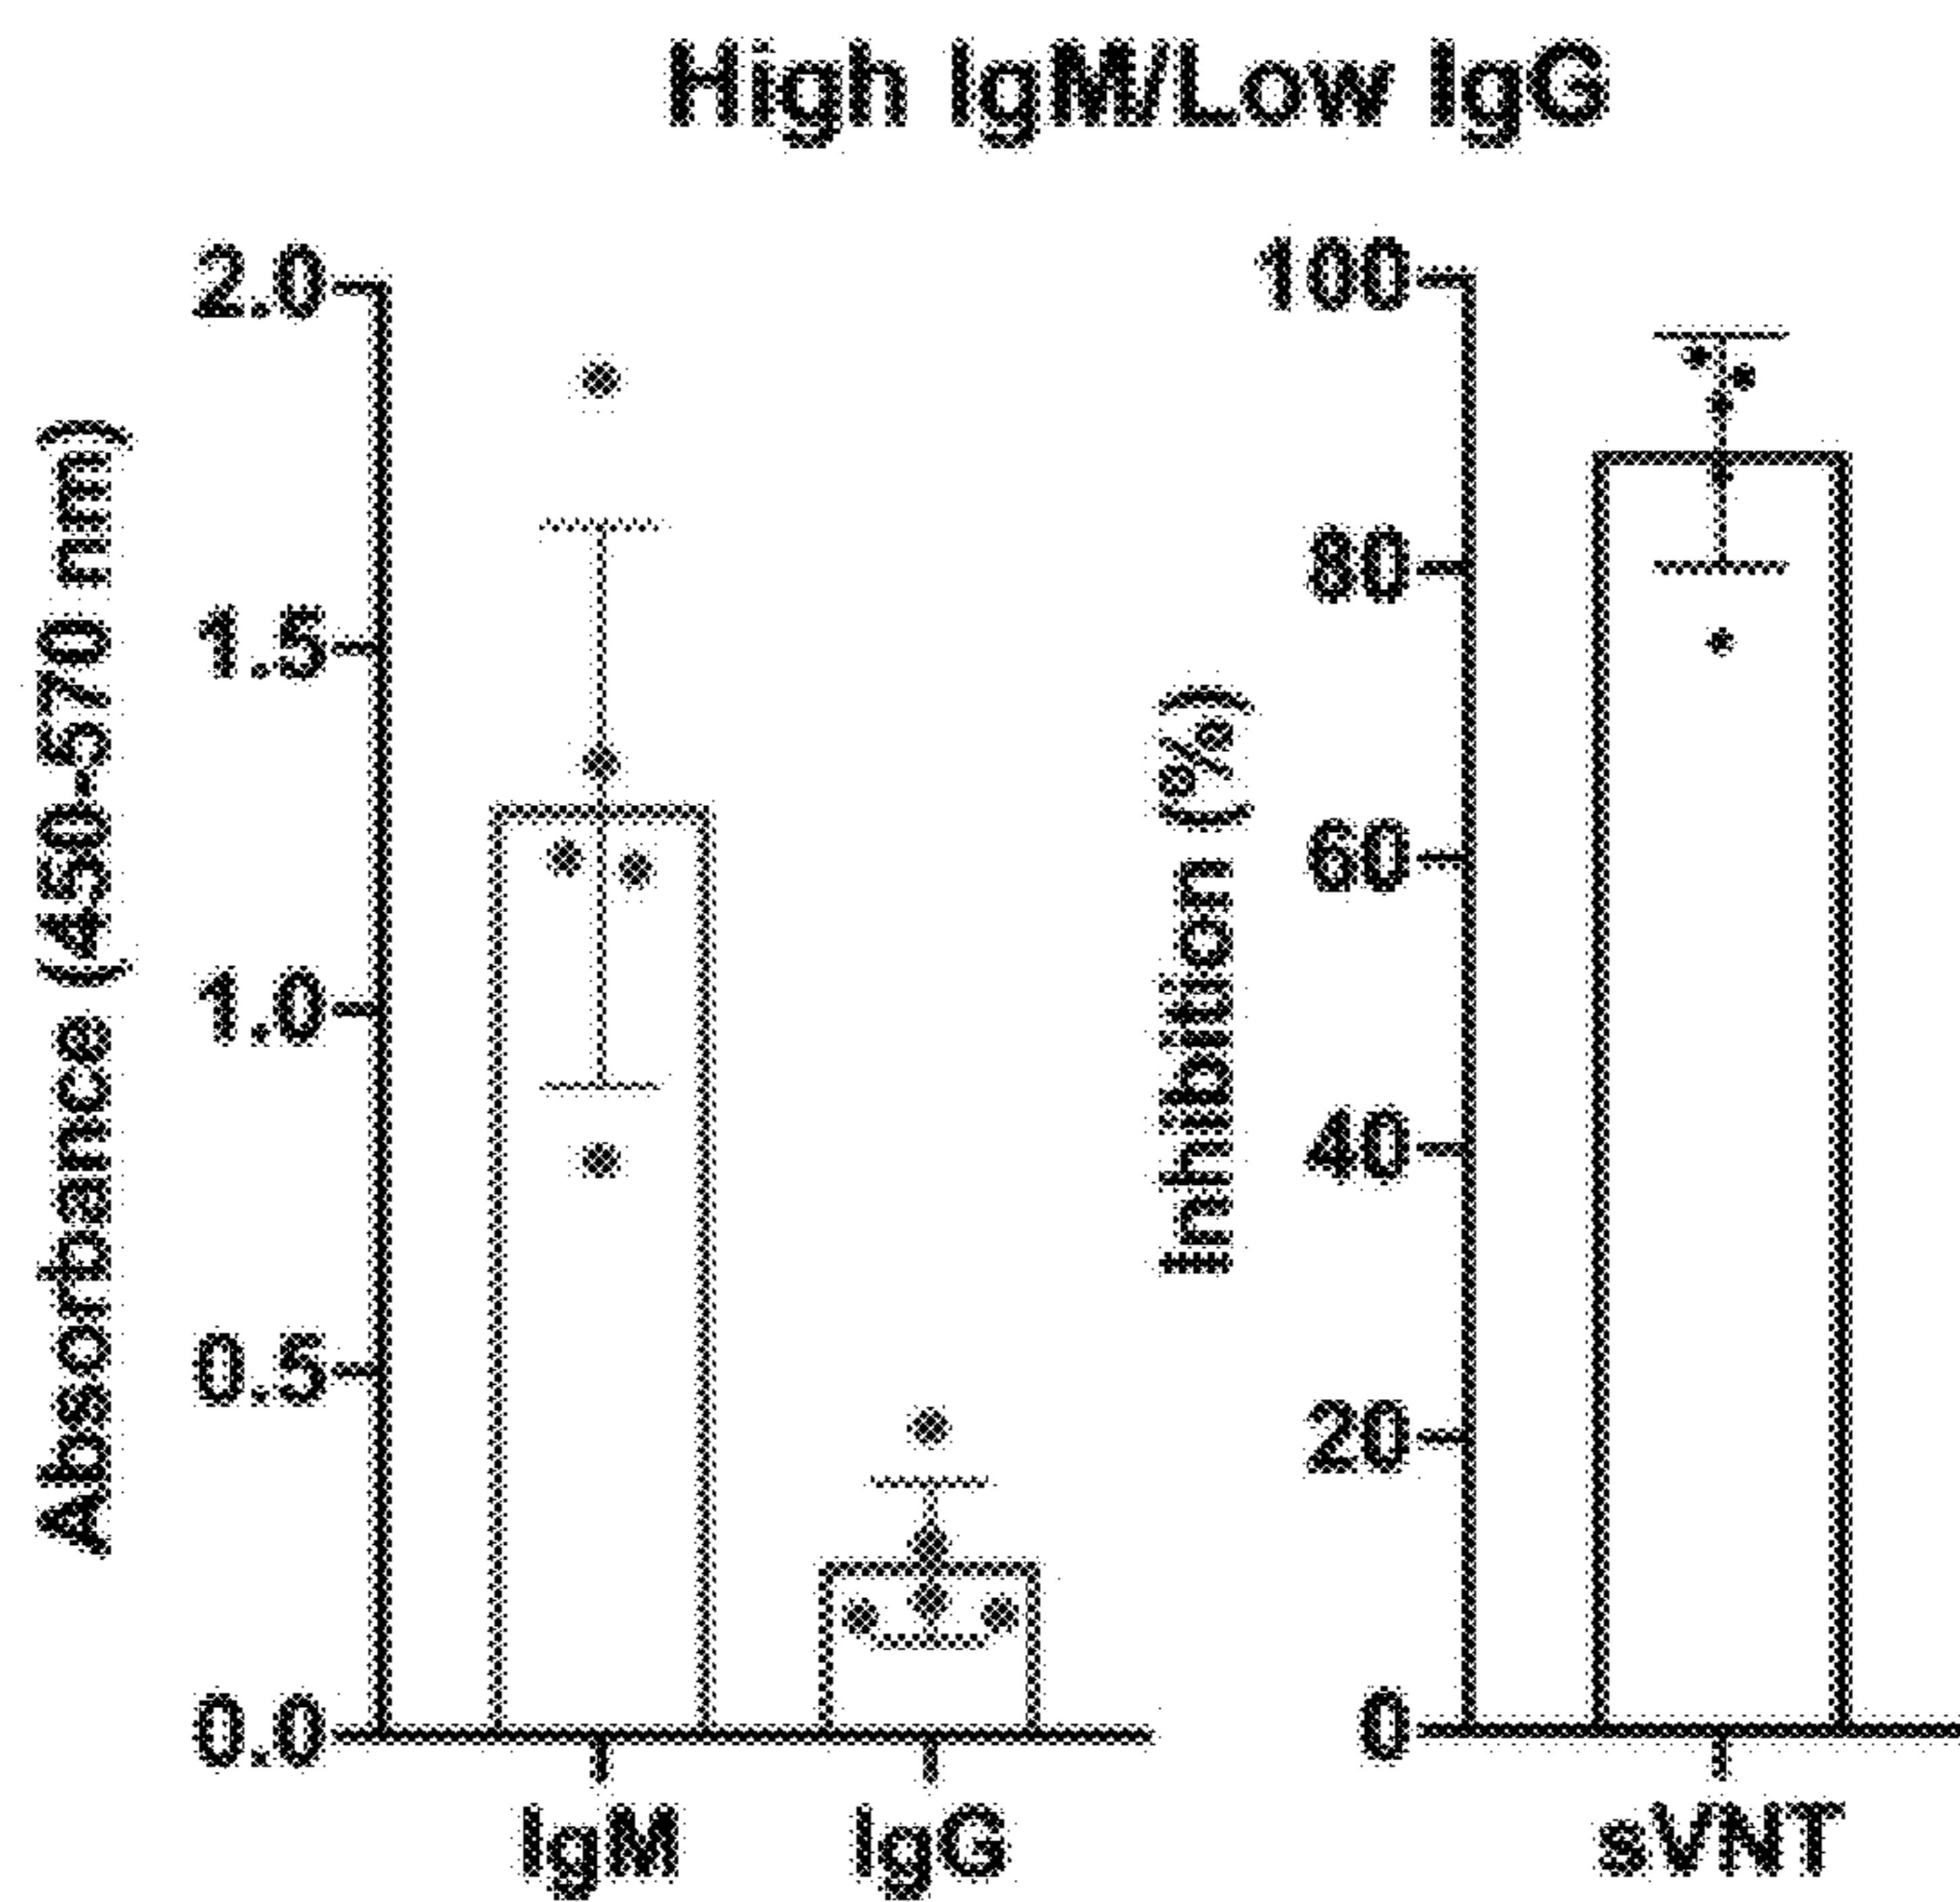 High IgM/Low IgG
Absorbance (450-570 nm)
2.0
1.5
1.0
0.5
0.0
IgM IgG
Inhibition (%)
100
80
60
40
20
0
sVNT